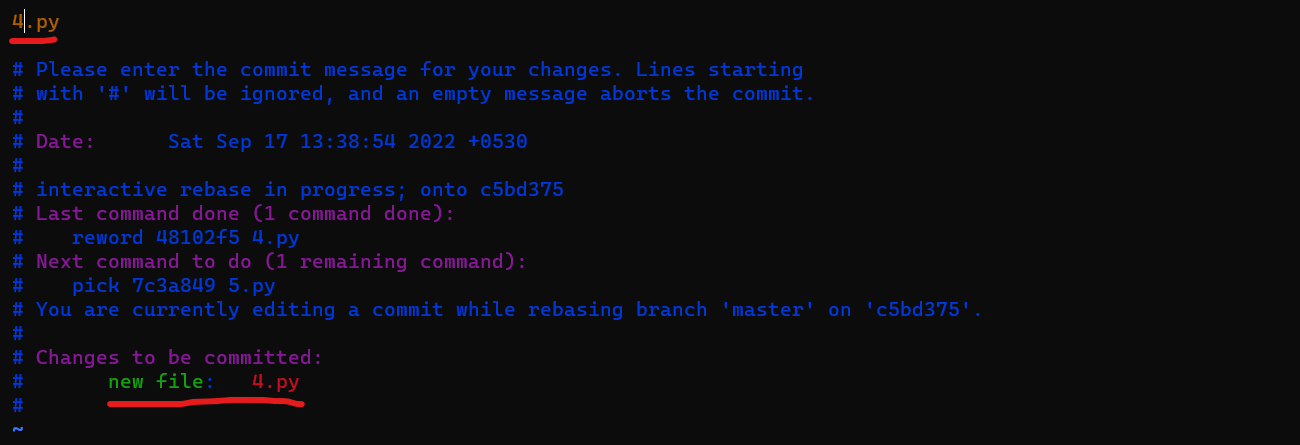 4.py
# Please enter the commit message for your changes. Lines starting
# with '#' will be ignored, and an empty message aborts the commit.
#
# Date:      Sat Sep 17 13:38:54 2022 +0530
#
# interactive rebase in progress; onto c5bd375
# Last command done (1 command done):
#    reword 48102f5 4.py
# Next command to do (1 remaining command):
#    pick 7c3a849 5.py
# You are currently editing a commit while rebasing branch 'master' on 'c5bd375'.
#
# Changes to be committed:
#       new file:   4.py
#
~